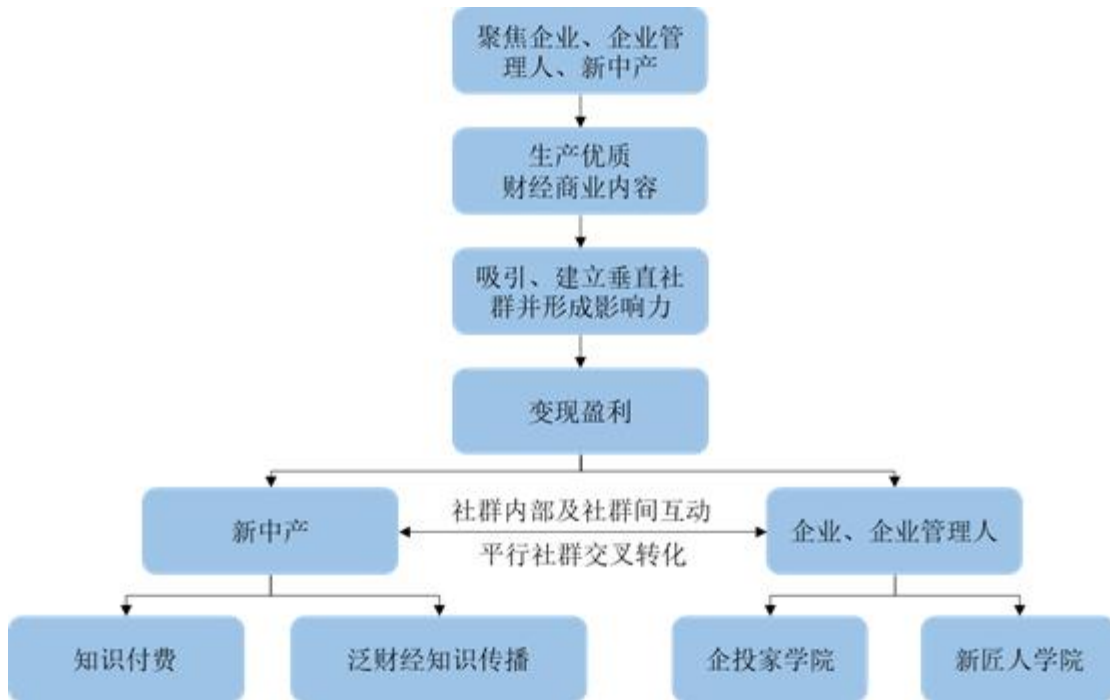 聚焦企业、企业管
理人、新中产
生产优质
财经商业内容
吸引、建立垂直社
群并形成影响力
变现盈利
新中产
社群内部及社群间互动
平行社群交叉转化
企业、企业管理人
知识付费
泛财经知识传播
企投家学院
新匠人学院